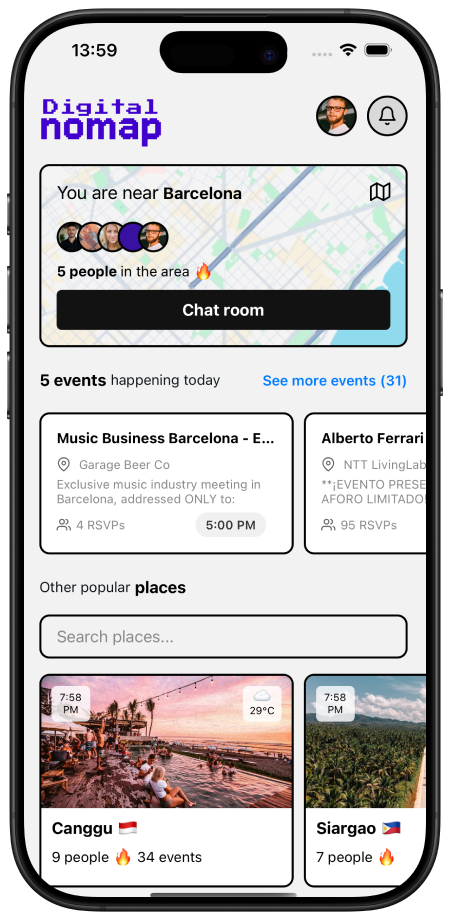 13:59
Digital
nomap
You are near Barcelona
5 people in the area 🔥
Chat room
5 events happening today
See more events (31)
Music Business Barcelona - E...
Garage Beer Co
Exclusive music industry meeting in
Barcelona, addressed ONLY to:
4 RSVPs
5:00 PM
Alberto Ferrari
NTT LivingLab
**¡EVENTO PRESE
AFORO LIMITADO!
95 RSVPs
Other popular places
Search places...
7:58
PM
29°C
Canggu 🇮🇩
9 people 🔥 34 events
7:58
PM
Siargao 🇵🇭
7 people 🔥